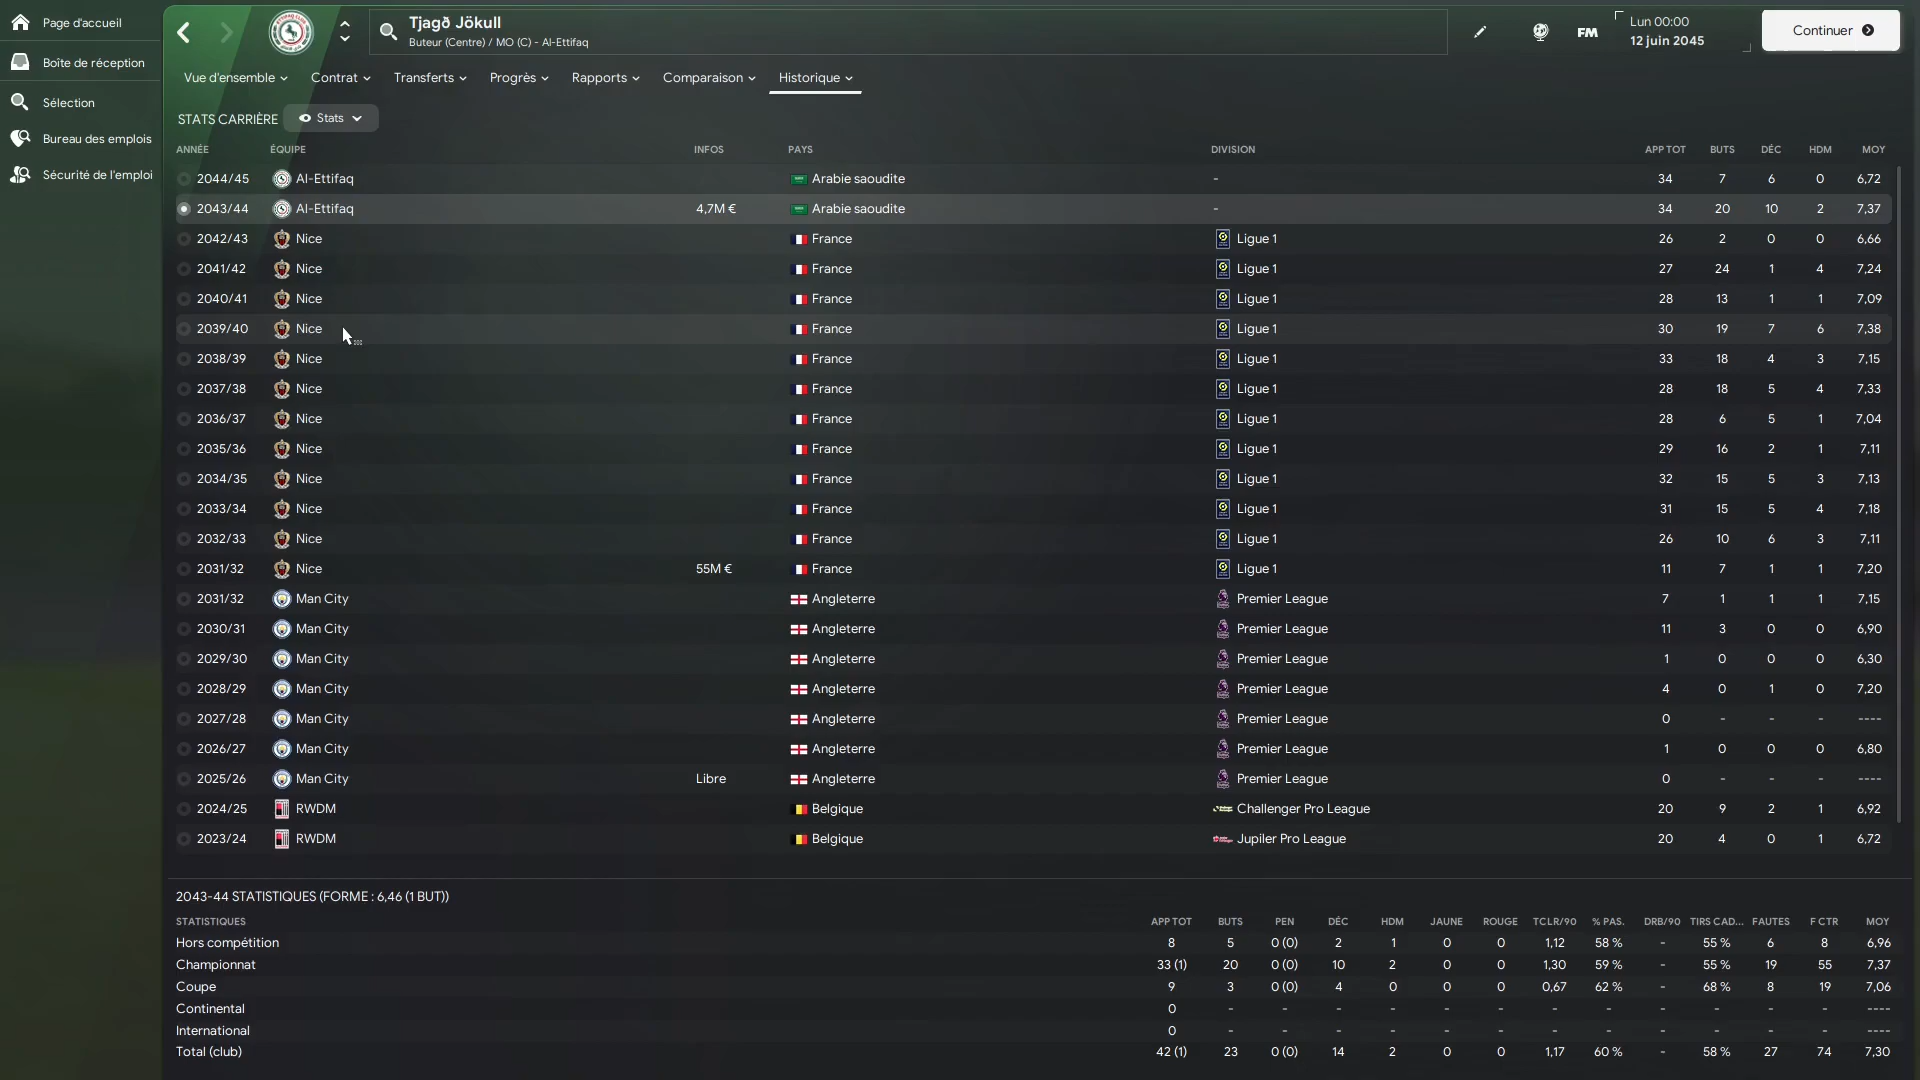 Page d'accueil
Boîte de réception
Sélection
Bureau des emplois
Sécurité de l'emploi
Tjagð Jökull
Buteur (Centre) / MO (C) - Al-Ettifaq
FM
Lun 00:00
12 juin 2045
Continuer
Vue d'ensemble Contrat Transferts Progrès Rapports Comparaison Historique
STATS CARRIÈRE Stats
ANNÉE ÉQUIPE INFOS PAYS DIVISION APP TOT BUTS DÉC HDM MOY
2044/45 Al-Ettifaq Arabie saoudite - 34 7 6 0 6,72
2043/44 Al-Ettifaq 4,7M € Arabie saoudite - 34 20 10 2 7,37
2042/43 Nice France Ligue 1 26 2 0 0 6,66
2041/42 Nice France Ligue 1 27 24 1 4 7,24
2040/41 Nice France Ligue 1 28 13 1 1 7,09
2039/40 Nice France Ligue 1 30 19 7 6 7,38
2038/39 Nice France Ligue 1 33 18 4 3 7,15
2037/38 Nice France Ligue 1 28 18 5 4 7,33
2036/37 Nice France Ligue 1 28 6 5 1 7,04
2035/36 Nice France Ligue 1 29 16 2 1 7,11
2034/35 Nice France Ligue 1 32 15 5 3 7,13
2033/34 Nice France Ligue 1 31 15 5 4 7,18
2032/33 Nice France Ligue 1 26 10 6 3 7,11
2031/32 Nice 55M € France Ligue 1 11 7 1 1 7,20
2031/32 Man City Angleterre Premier League 7 1 1 1 7,15
2030/31 Man City Angleterre Premier League 11 3 0 0 6,90
2029/30 Man City Angleterre Premier League 1 0 0 0 6,30
2028/29 Man City Angleterre Premier League 4 0 1 0 7,20
2027/28 Man City Angleterre Premier League 0 - - - ----
2026/27 Man City Angleterre Premier League 1 0 0 0 6,80
2025/26 Man City Libre Angleterre Premier League 0 - - - ----
2024/25 RWDM Belgique Challenger Pro League 20 9 2 1 6,92
2023/24 RWDM Belgique Jupiler Pro League 20 4 0 1 6,72
2043-44 STATISTIQUES (FORME : 6,46 (1 BUT))
STATISTIQUES APP TOT BUTS PEN DÉC HDM JAUNE ROUGE TCLR/90 % PAS. DRB/90 TIRS CAD... FAUTES F CTR MOY
Hors compétition 8 5 0 (0) 2 1 0 0 1,12 58 % - 55 % 6 8 6,96
Championnat 33 (1) 20 0 (0) 10 2 0 0 1,30 59 % - 55 % 19 55 7,37
Coupe 9 3 0 (0) 4 0 0 0 0,67 62 % - 68 % 8 19 7,06
Continental 0 - - - - - - - - - - - - ----
International 0 - - - - - - - - - - - - ----
Total (club) 42 (1) 23 0 (0) 14 2 0 0 1,17 60 % - 58 % 27 74 7,30